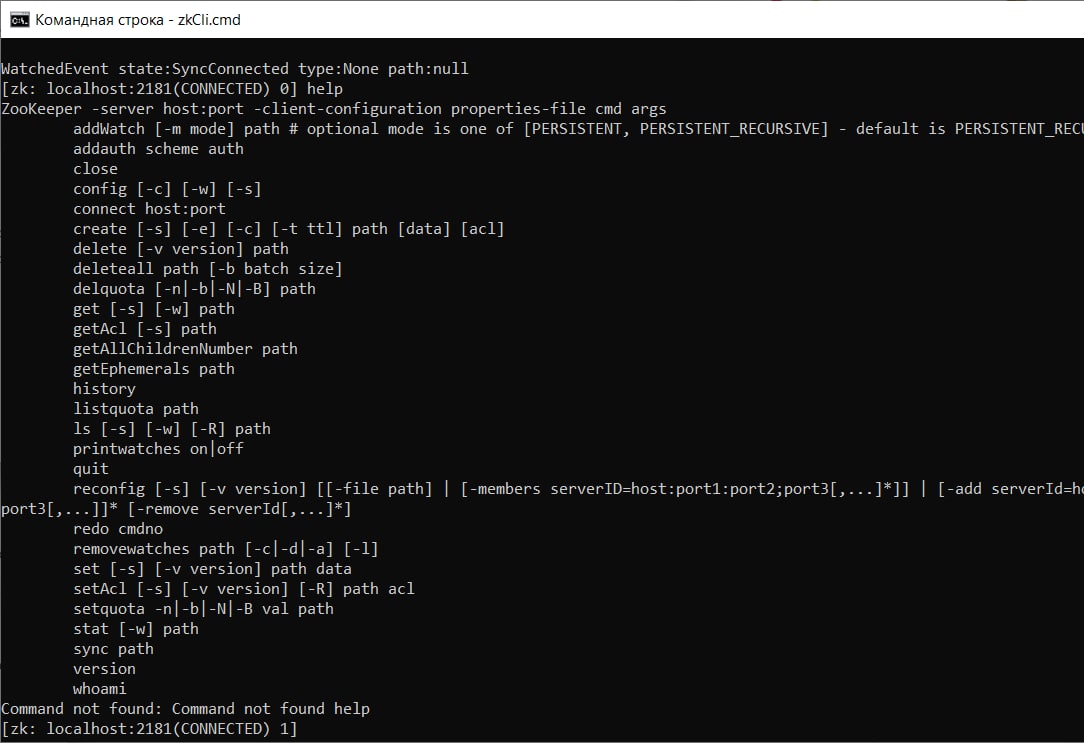 Командная строка - zkCli.cmd
WatchedEvent state:SyncConnected type:None path:null
[zk: localhost:2181(CONNECTED) 0] help
ZooKeeper -server host:port -client-configuration properties-file cmd args
addWatch [-m mode] path # optional mode is one of [PERSISTENT, PERSISTENT_RECURSIVE] - default is PERSISTENT_RECU
addauth scheme auth
close
config [-c] [-w] [-s]
connect host:port
create [-s] [-e] [-c] [-t ttl] path [data] [acl]
delete [-v version] path
deleteall path [-b batch size]
delquota [-n|-b|-N|-B] path
get [-s] [-w] path
getAcl [-s] path
getAllChildrenNumber path
getEphemerals path
history
listquota path
ls [-s] [-w] [-R] path
printwatches on|off
quit
reconfig [-s] [-v version] [[-file path] | [-members serverID=host:port1:port2;port3[,...]*]] | [-add serverId=ho
port3[,...]]* [-remove serverId[,...]*]
redo cmdno
removewatches path [-c|-d|-a] [-l]
set [-s] [-v version] path data
setAcl [-s] [-v version] [-R] path acl
setquota -n|-b|-N|-B val path
stat [-w] path
sync path
version
whoami
Command not found: Command not found help
[zk: localhost:2181(CONNECTED) 1]